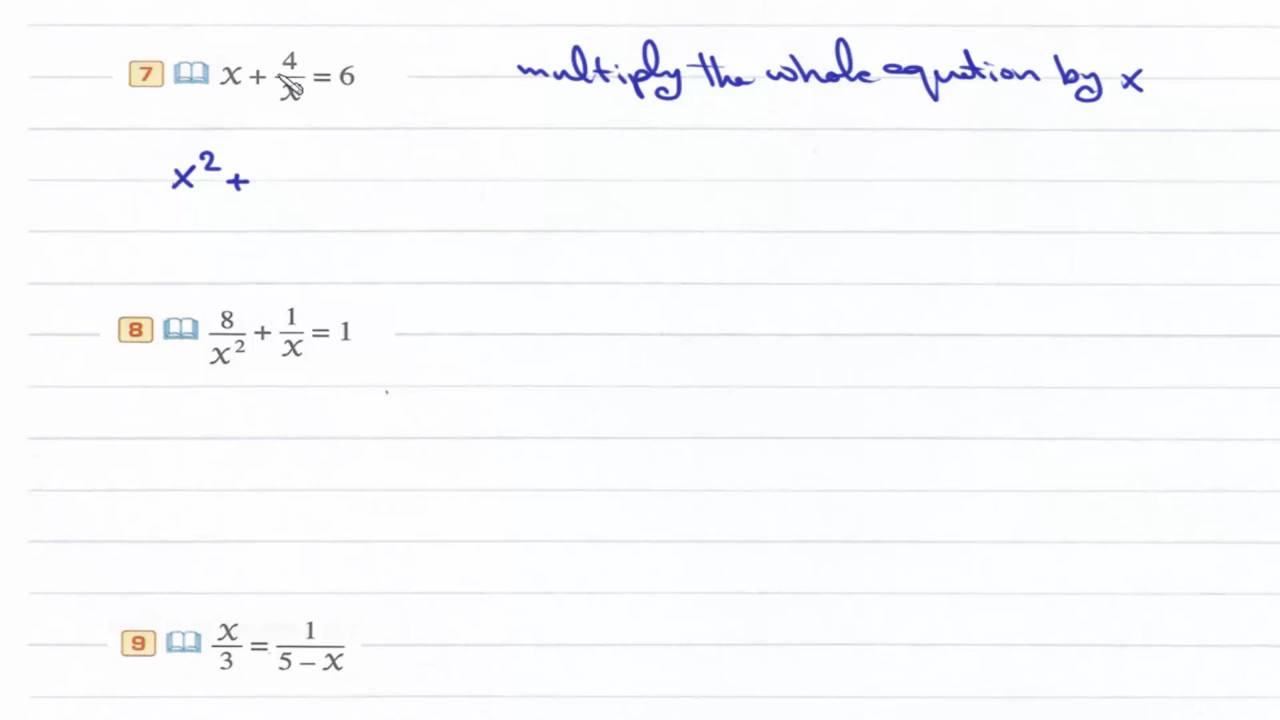 7 x + 4/x = 6 multiply the whole equation by x
x² +
8 8/x² + 1/x = 1
9 x/3 = 1/(5 – x)